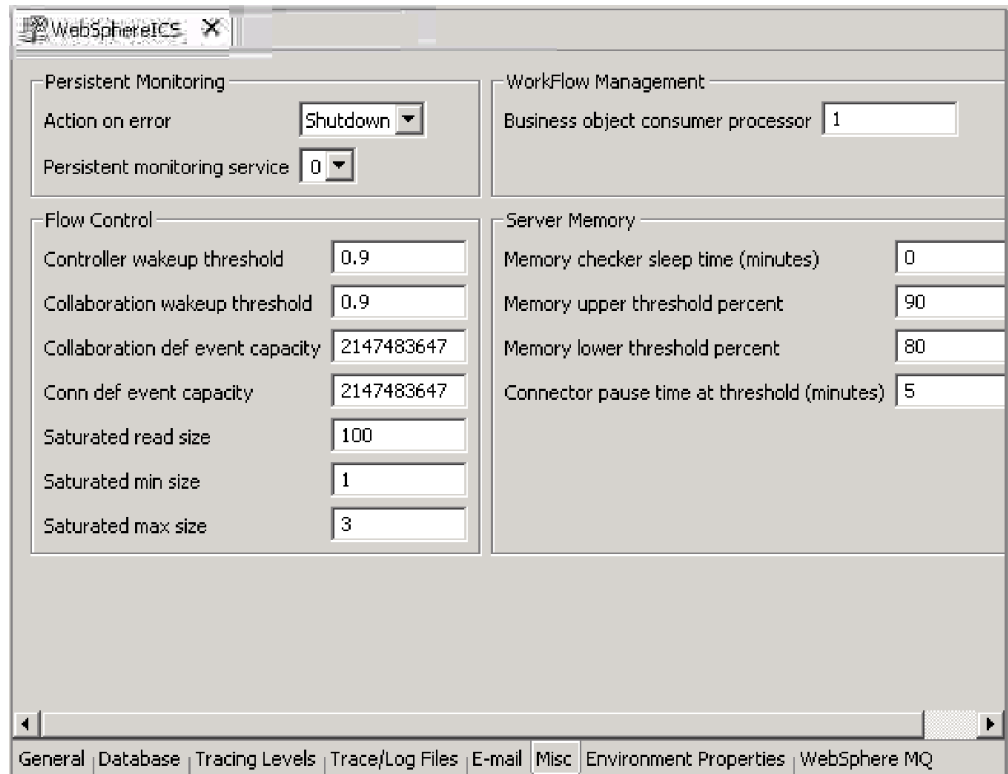 WebSphereICS
Persistent Monitoring
Action on error Shutdown
Persistent monitoring service 0
WorkFlow Management
Business object consumer processor 1
Flow Control
Controller wakeup threshold 0.9
Collaboration wakeup threshold 0.9
Collaboration def event capacity 2147483647
Conn def event capacity 2147483647
Saturated read size 100
Saturated min size 1
Saturated max size 3
Server Memory
Memory checker sleep time (minutes) 0
Memory upper threshold percent 90
Memory lower threshold percent 80
Connector pause time at threshold (minutes) 5
General Database Tracing Levels Trace/Log Files E-mail Misc Environment Properties WebSphere MQ